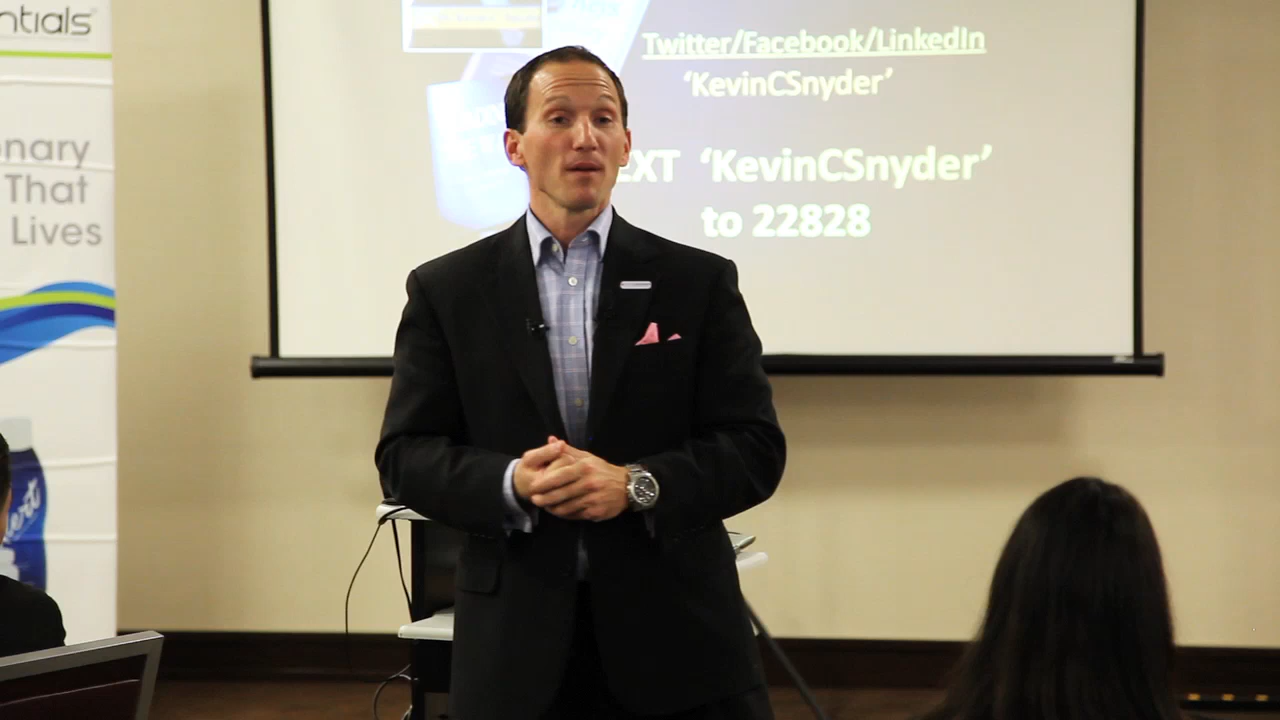 ntials
onary
That
Lives
Twitter/Facebook/LinkedIn
‘KevinCSnyder’
EXT ‘KevinCSnyder’
to 22828